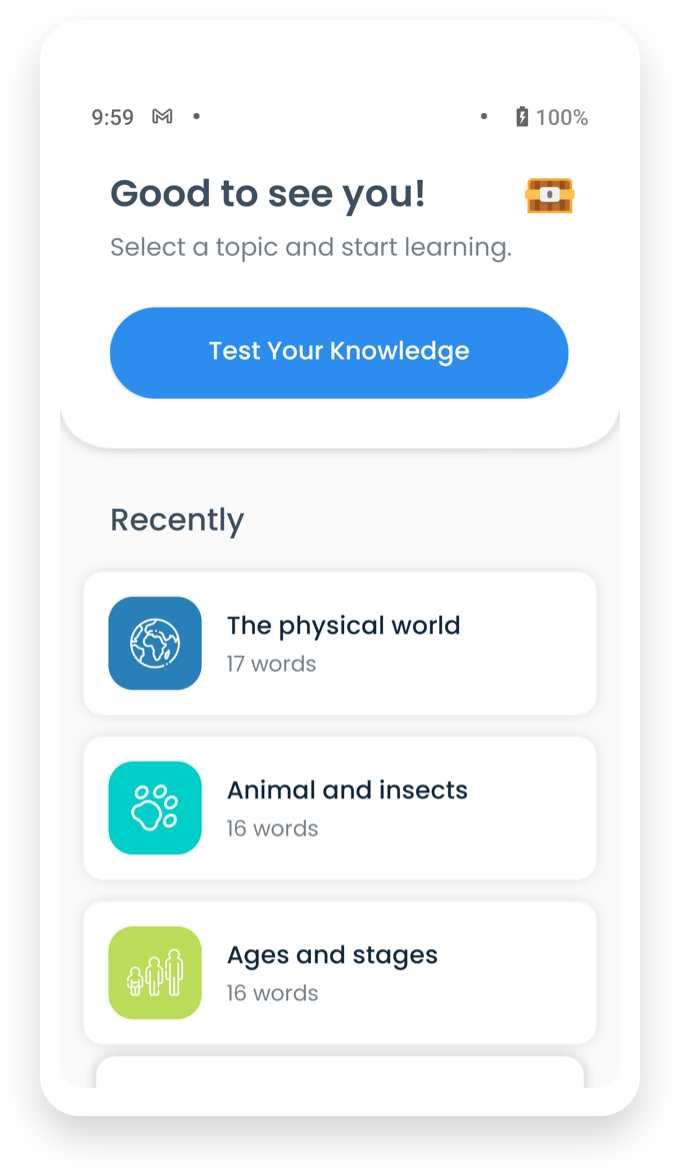 9:59 100%
Good to see you!
Select a topic and start learning.
Test Your Knowledge
Recently
The physical world
17 words
Animal and insects
16 words
Ages and stages
16 words